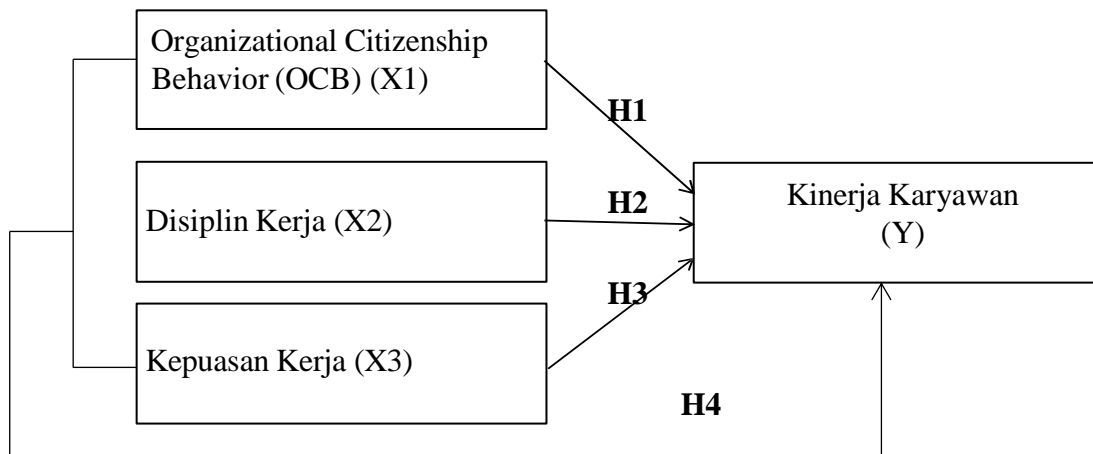 Organizational Citizenship
Behavior (OCB) (X1)
H1
Disiplin Kerja (X2)
H2
Kinerja Karyawan
(Y)
H3
Kepuasan Kerja (X3)
H4